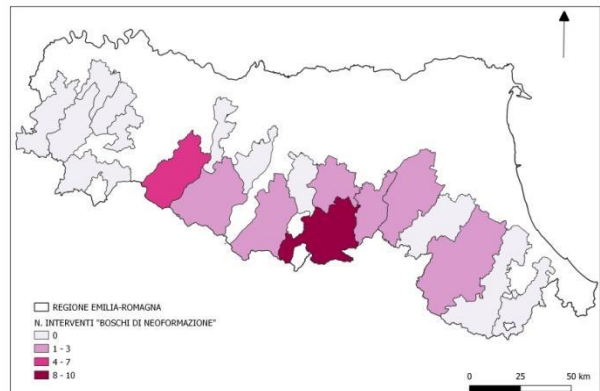 REGIONE EMILIA-ROMAGNA
N. INTERVENTI "BOSCHI DI NEOFORMAZIONE"
0
1 - 3
4 - 7
8 - 10
0 25 50 km